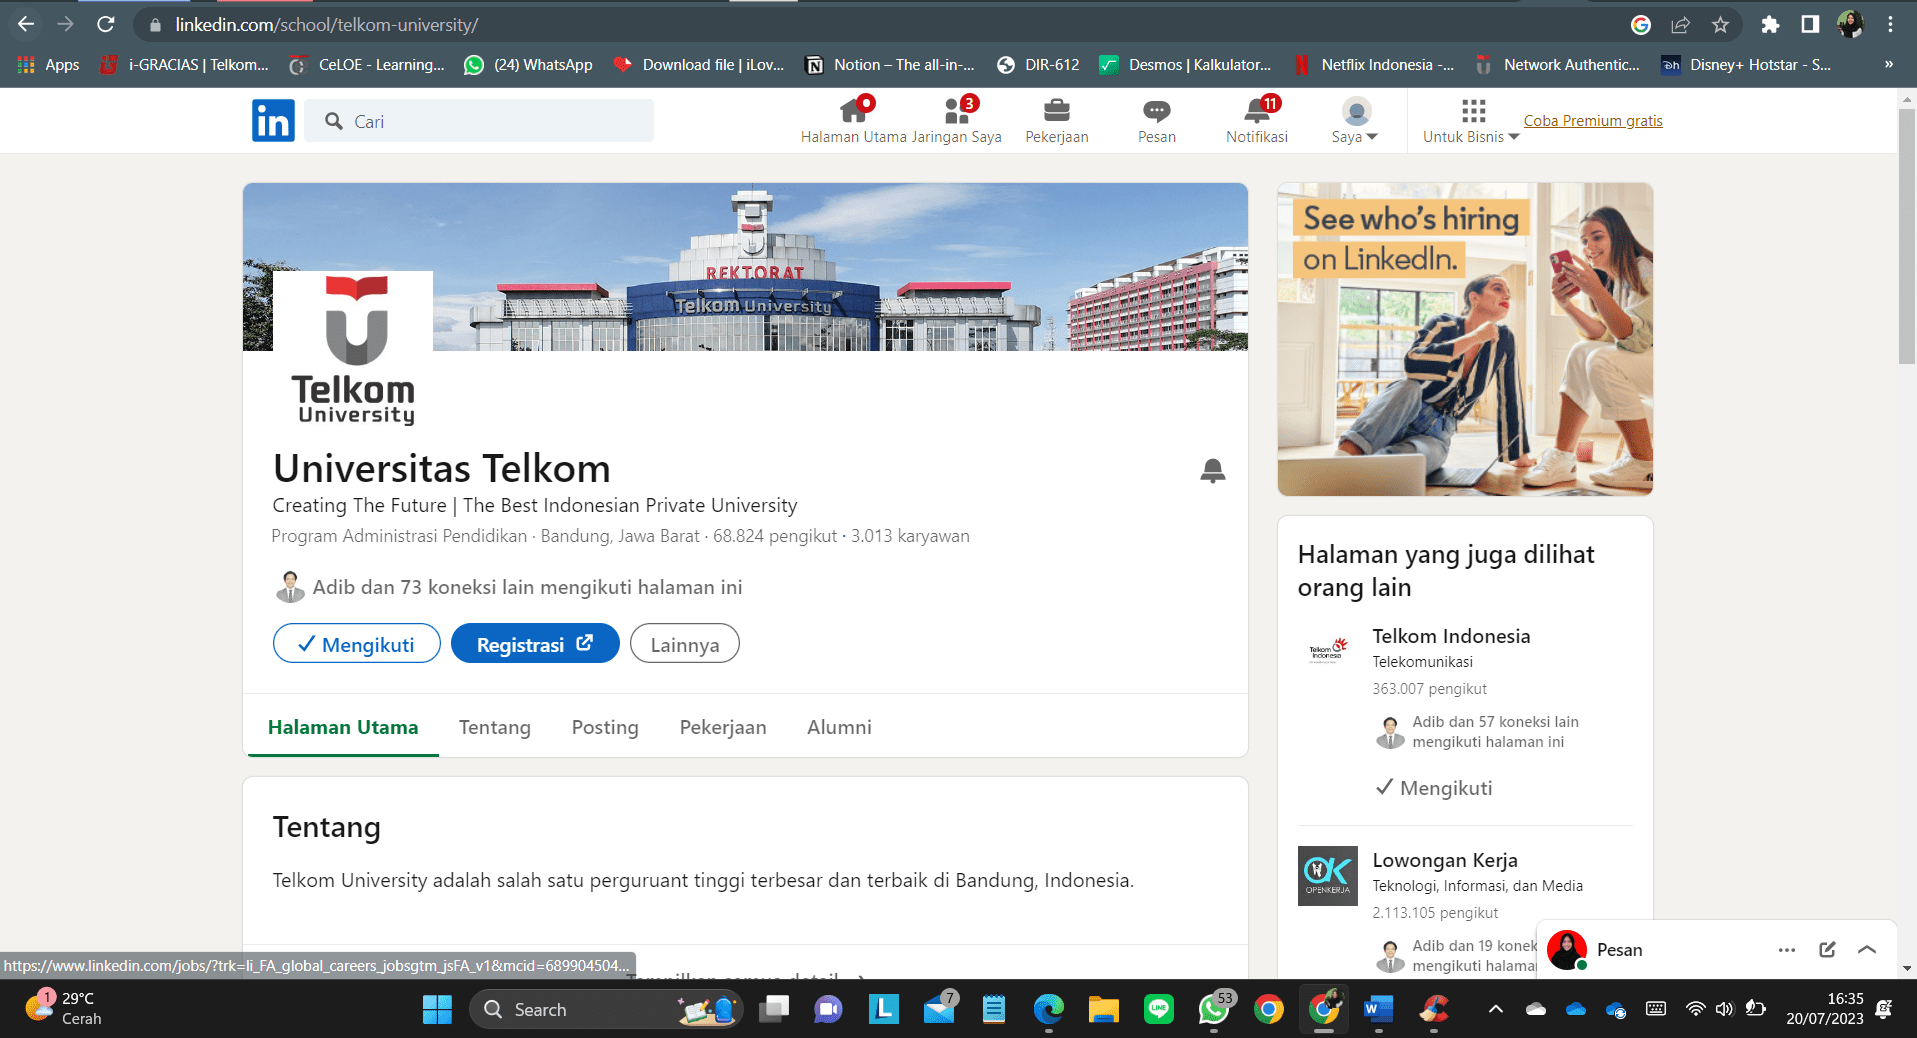 linkedin.com/school/telkom-university/
Apps
i-GRACIAS | Telkom...
CeLOE - Learning...
(24) WhatsApp
Download file | iLov...
Notion – The all-in-...
DIR-612
Desmos | Kalkulator...
Netflix Indonesia -...
Network Authentic...
Disney+ Hotstar - S...
»
in
Cari
Halaman Utama
3
Jaringan Saya
Pekerjaan
Pesan
11
Notifikasi
Saya
Untuk Bisnis
Coba Premium gratis
REKTORAT
Telkom University
Telkom
University
Universitas Telkom
Creating The Future | The Best Indonesian Private University
Program Administrasi Pendidikan · Bandung, Jawa Barat · 68.824 pengikut · 3.013 karyawan
Adib dan 73 koneksi lain mengikuti halaman ini
Mengikuti
Registrasi
Lainnya
Halaman Utama
Tentang
Posting
Pekerjaan
Alumni
Tentang
Telkom University adalah salah satu perguruant tinggi terbesar dan terbaik di Bandung, Indonesia.
See who's hiring
on LinkedIn.
Halaman yang juga dilihat
orang lain
Telkom
Indonesia
Telkom Indonesia
Telekomunikasi
363.007 pengikut
Adib dan 57 koneksi lain
mengikuti halaman ini
Mengikuti
OK
OPENKERJA
Lowongan Kerja
Teknologi, Informasi, dan Media
2.113.105 pengikut
Adib dan 19 konek
mengikuti halama
Pesan
https://www.linkedin.com/jobs/?trk=li_FA_global_careers_jobsgtm_jsFA_v1&mcid=689904504...
1
29°C
Cerah
Search
L
7
LINE
53
W
16:35
20/07/2023